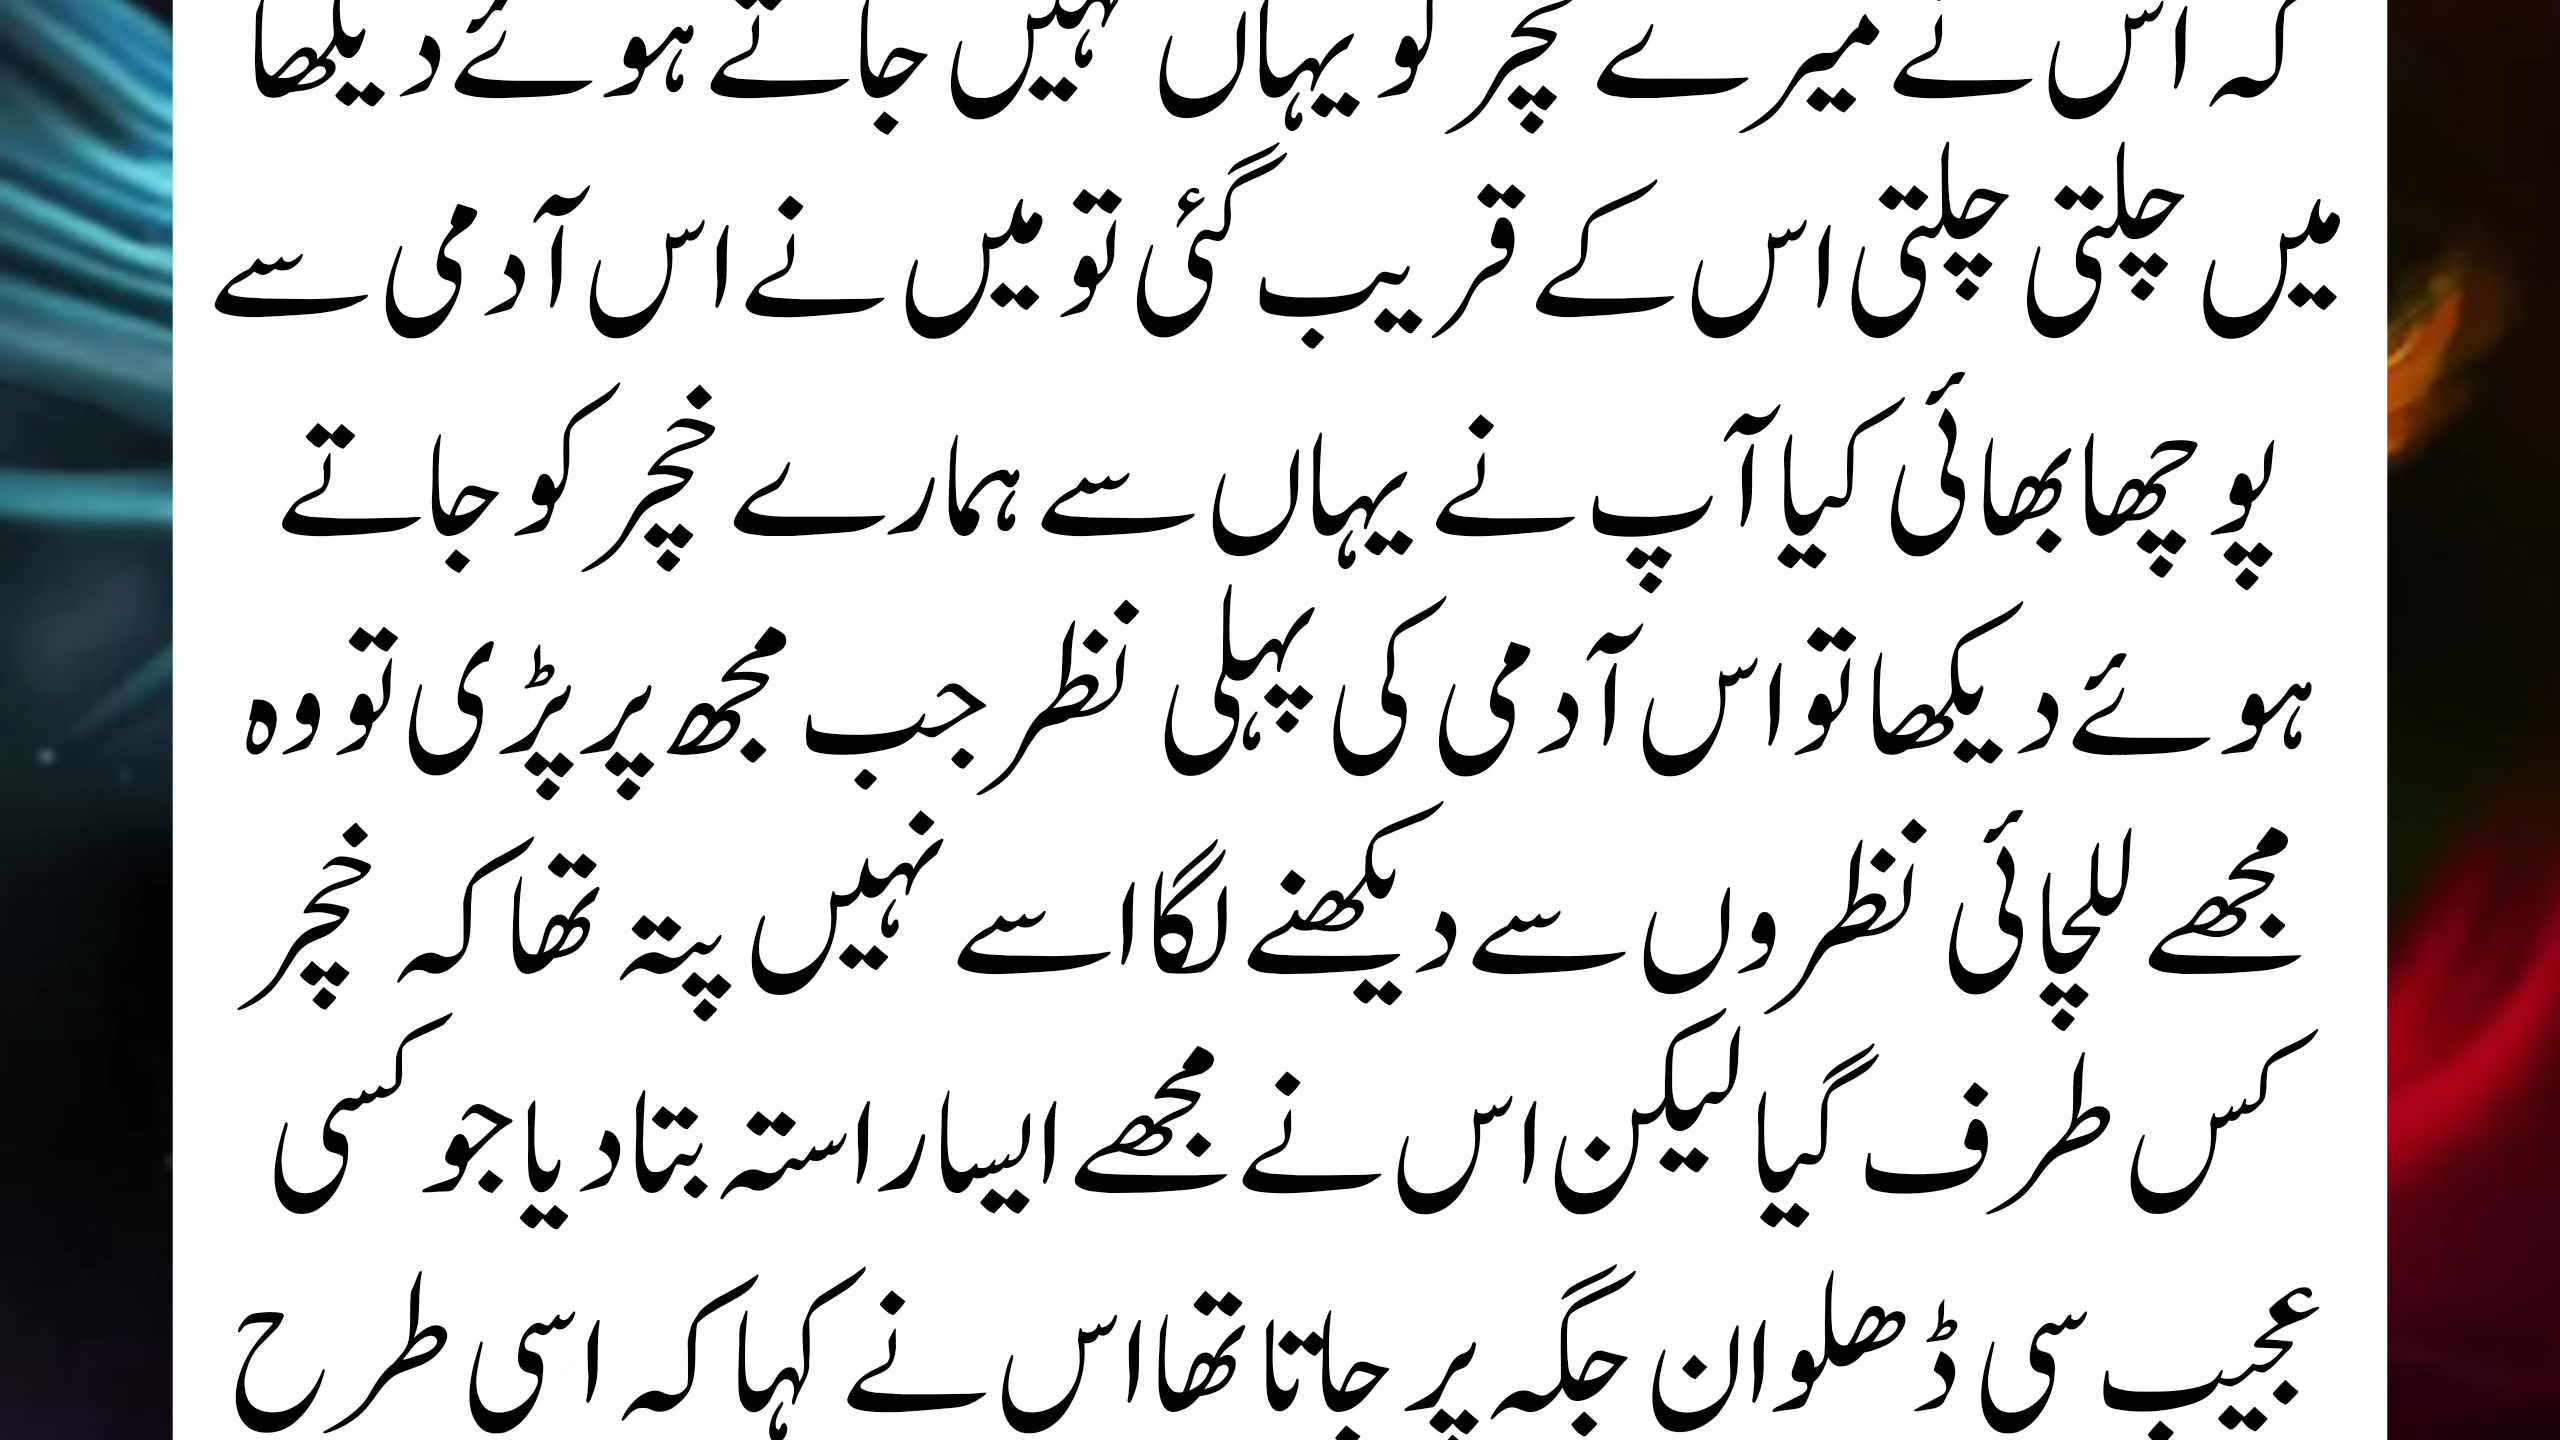 کہ اس نے میرے خچر کو یہاں نہیں جاتے ہوئے دیکھا
میں چلتی چلتی اس کے قریب گئی تو میں نے اس آدمی سے
پوچھا بھائی کیا آپ نے یہاں سے ہمارے خچر کو جاتے
ہوئے دیکھا تو اس آدمی کی پہلی نظر جب مجھ پر پڑی تو وہ
مجھے للچائی نظروں سے دیکھنے لگا اسے نہیں پتہ تھا کہ خچر
کس طرف گیا لیکن اس نے مجھے ایسا راستہ بتا دیا جو کسی
عجیب سی ڈھلوان جگہ پر جاتا تھا اس نے کہا کہ اسی طرح